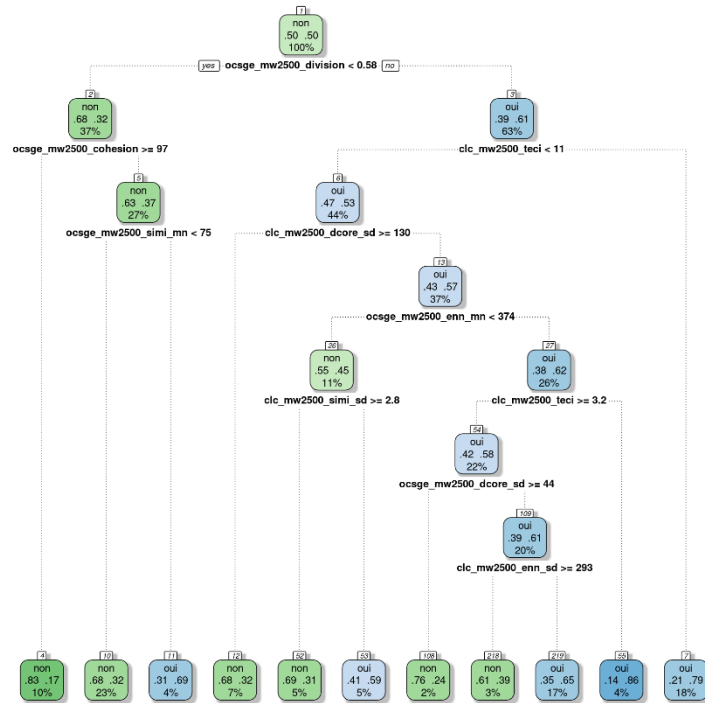 1
non
.50 .50
100%
yes ocsge_mw2500_division < 0.58 no
2
non
.68 .32
37%
3
oui
.39 .61
63%
ocsge_mw2500_cohesion >= 97
clc_mw2500_teci < 11
5
non
.63 .37
27%
6
oui
.47 .53
44%
ocsge_mw2500_simi_mn < 75
clc_mw2500_dcore_sd >= 130
13
oui
.43 .57
37%
ocsge_mw2500_enn_mn < 374
26
non
.55 .45
11%
27
oui
.38 .62
26%
clc_mw2500_simi_sd >= 2.8
clc_mw2500_teci >= 3.2
54
oui
.42 .58
22%
ocsge_mw2500_dcore_sd >= 44
109
oui
.39 .61
20%
clc_mw2500_enn_sd >= 293
4
non
.83 .17
10%
10
non
.68 .32
23%
11
oui
.31 .69
4%
12
non
.68 .32
7%
52
non
.69 .31
5%
53
oui
.41 .59
5%
108
non
.76 .24
2%
218
non
.61 .39
3%
219
oui
.35 .65
17%
55
oui
.14 .86
4%
7
oui
.21 .79
18%